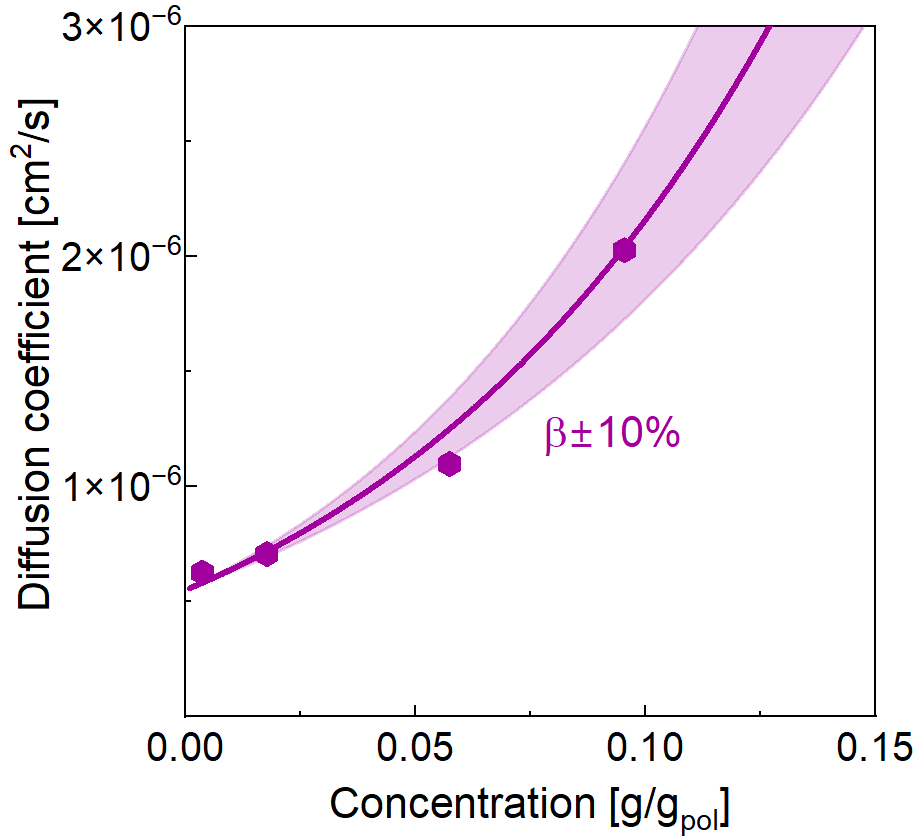 3×10⁻⁶
2×10⁻⁶
1×10⁻⁶
Diffusion coefficient [cm²/s]
β±10%
0.00 0.05 0.10 0.15
Concentration [g/gₚₒₗ]